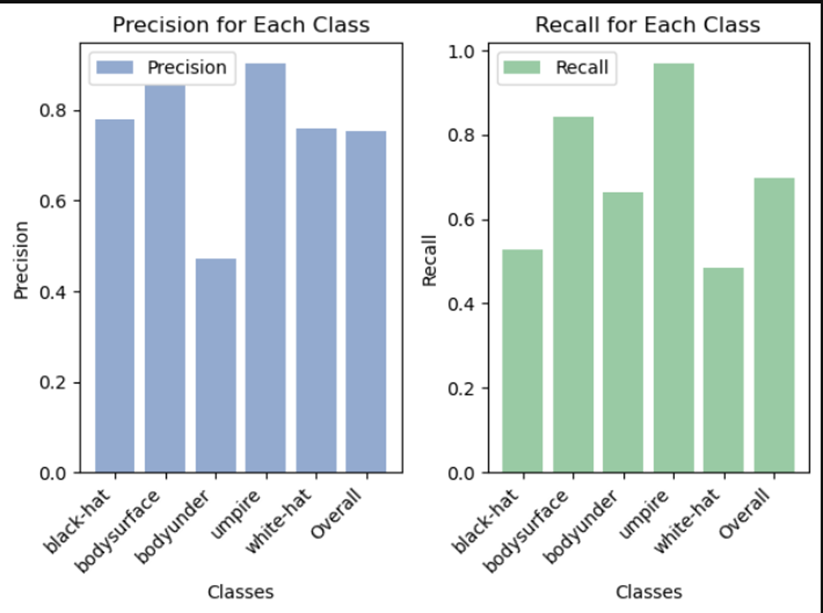 Precision for Each Class
Precision
0.8
0.6
0.4
0.2
0.0
Precision
black-hat
bodysurface
bodyunder
umpire
white-hat
Overall
Classes
Recall for Each Class
Recall
1.0
0.8
0.6
0.4
0.2
0.0
Recall
black-hat
bodysurface
bodyunder
umpire
white-hat
Overall
Classes